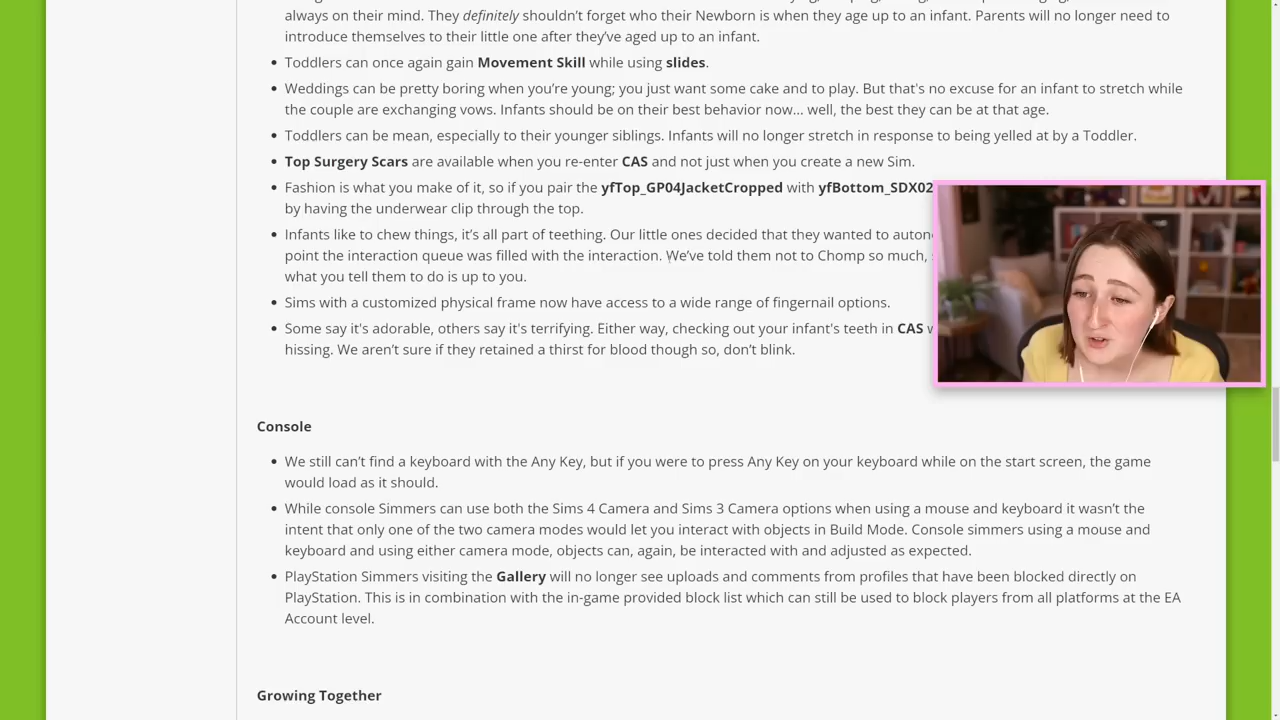 always on their mind. They definitely shouldn't forget who their Newborn is when they age up to an infant. Parents will no longer need to
introduce themselves to their little one after they've aged up to an infant.
Toddlers can once again gain Movement Skill while using slides.
Weddings can be pretty boring when you're young; you just want some cake and to play. But that's no excuse for an infant to stretch while
the couple are exchanging vows. Infants should be on their best behavior now... well, the best they can be at that age.
Toddlers can be mean, especially to their younger siblings. Infants will no longer stretch in response to being yelled at by a Toddler.
Top Surgery Scars are available when you re-enter CAS and not just when you create a new Sim.
Fashion is what you make of it, so if you pair the yfTop_GP04JacketCropped with yfBottom_SDX02
by having the underwear clip through the top.
Infants like to chew things, it's all part of teething. Our little ones decided that they wanted to
point the interaction queue was filled with the interaction. We've told them not to Chomp so much,
what you tell them to do is up to you.
Sims with a customized physical frame now have access to a wide range of fingernail options.
Some say it's adorable, others say it's terrifying. Either way, checking out your infant's teeth in CAS
hissing. We aren't sure if they retained a thirst for blood though so, don't blink.
Console
We still can't find a keyboard with the Any Key, but if you were to press Any Key on your keyboard while on the start screen, the game
would load as it should.
While console Simmers can use both the Sims 4 Camera and Sims 3 Camera options when using a mouse and keyboard it wasn't the
intent that only one of the two camera modes would let you interact with objects in Build Mode. Console simmers using a mouse and
keyboard and using either camera mode, objects can, again, be interacted with and adjusted as expected.
PlayStation Simmers visiting the Gallery will no longer see uploads and comments from profiles that have been blocked directly on
PlayStation. This is in combination with the in-game provided block list which can still be used to block players from all platforms at the EA
Account level.
Growing Together